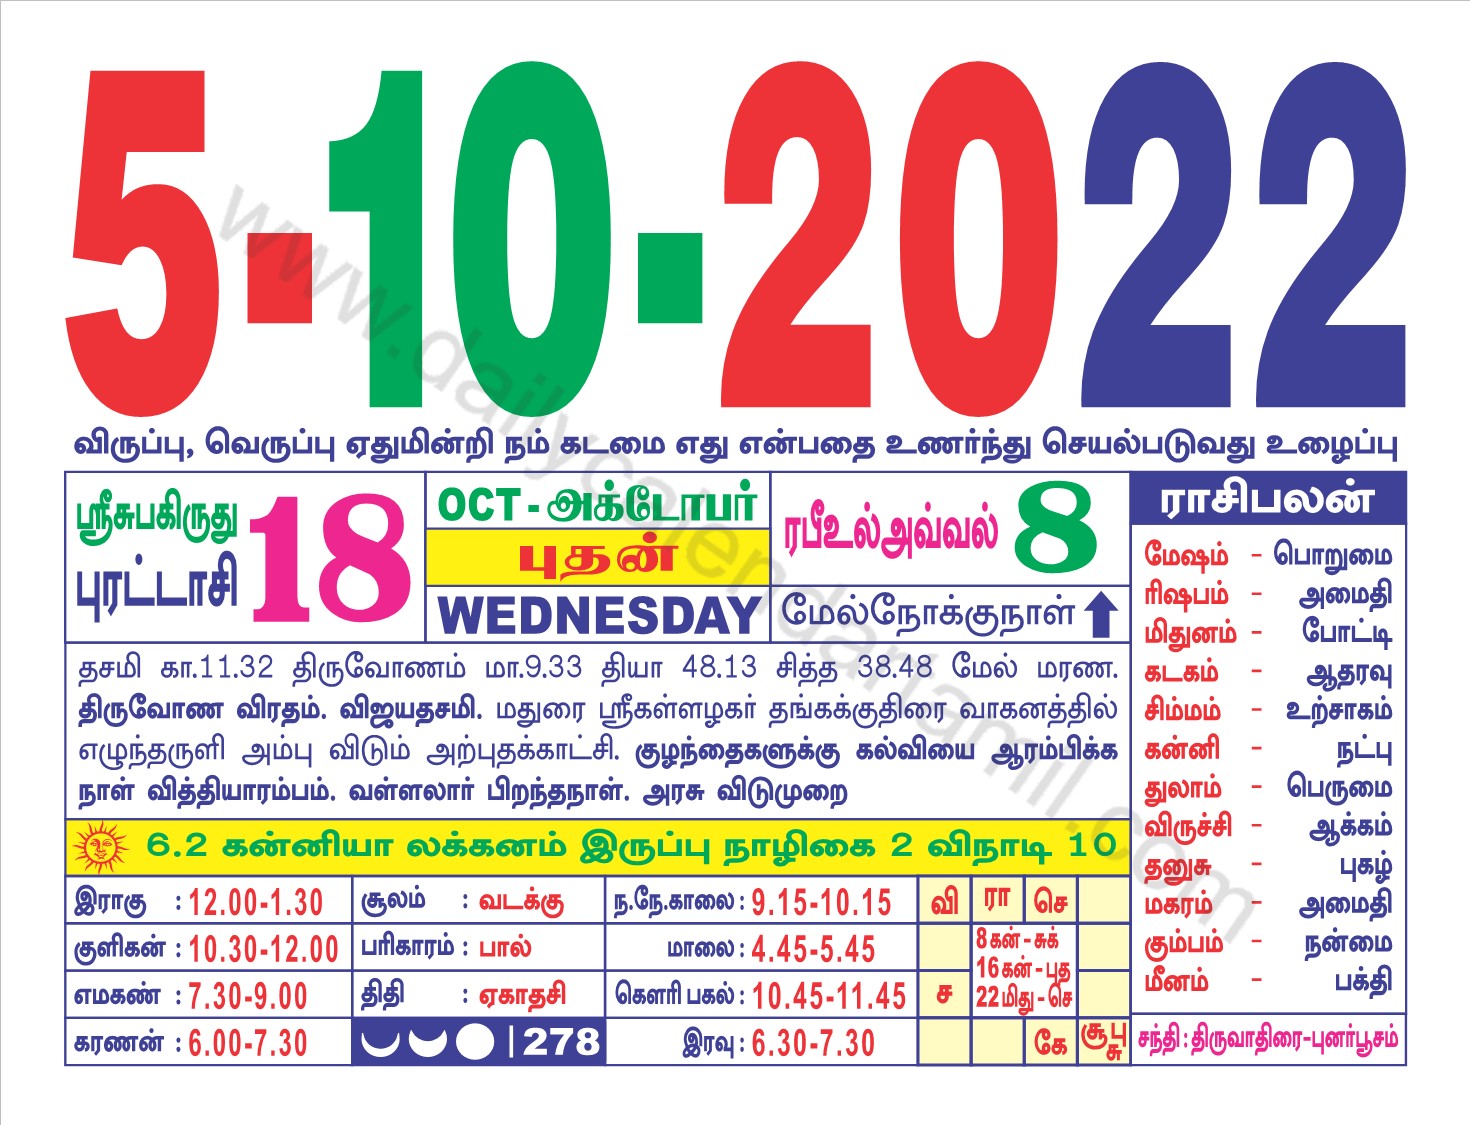 5-10-2022
விருப்பு, வெருப்பு ஏதுமின்றி நம் கடமை எது என்பதை உணர்ந்து செயல்படுவது உழைப்பு
ஸ்ரீசுபகிருது
புரட்டாசி
18
OCT - அக்டோபர்
புதன்
WEDNESDAY
ரபீஉல்அவ்வல் 8
மேல்நோக்குநாள்
தசமி கா.11.32 திருவோணம் மா.9.33 தியா 48.13 சித்த 38.48 மேல் மரண.
திருவோண விரதம். விஜயதசமி. மதுரை ஸ்ரீகள்ளழகர் தங்கக்குதிரை வாகனத்தில்
எழுந்தருளி அம்பு விடும் அற்புதக்காட்சி. குழந்தைகளுக்கு கல்வியை ஆரம்பிக்க
நாள் வித்தியாரம்பம். வள்ளலார் பிறந்தநாள். அரசு விடுமுறை
6.2 கன்னியா லக்கனம் இருப்பு நாழிகை 2 விநாடி 10
இராகு : 12.00-1.30
குளிகன் : 10.30-12.00
எமகண் : 7.30-9.00
கரணன் : 6.00-7.30
சூலம் : வடக்கு
பரிகாரம் : பால்
திதி : ஏகாதசி
| 278
ந.நே.காலை : 9.15-10.15
மாலை : 4.45-5.45
கௌரி பகல் : 10.45-11.45
இரவு : 6.30-7.30
வி ரா செ
8 கன் - சுக்
16 கன் - புத
22 மிது - செ
ச
கே சூ பு
சு
ராசிபலன்
மேஷம் - பொறுமை
ரிஷபம் - அமைதி
மிதுனம் - போட்டி
கடகம் - ஆதரவு
சிம்மம் - உற்சாகம்
கன்னி - நட்பு
துலாம் - பெருமை
விருச்சி - ஆக்கம்
தனுசு - புகழ்
மகரம் - அமைதி
கும்பம் - நன்மை
மீனம் - பக்தி
சந்தி : திருவாதிரை-புனர்பூசம்
www.dailycalendartamil.com